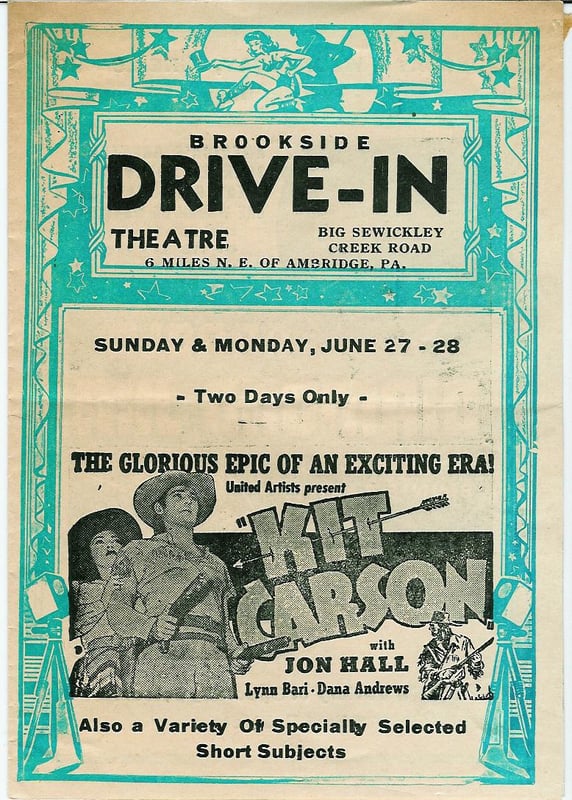 BROOKSIDE
DRIVE-IN
THEATRE
BIG SEWICKLEY
CREEK ROAD
6 MILES N. E. OF AMBRIDGE, PA.
SUNDAY & MONDAY, JUNE 27 - 28
- Two Days Only -
THE GLORIOUS EPIC OF AN EXCITING ERA!
United Artists present
"KIT
CARSON"
with
JON HALL
Lynn Bari · Dana Andrews
Also a Variety Of Specially Selected
Short Subjects